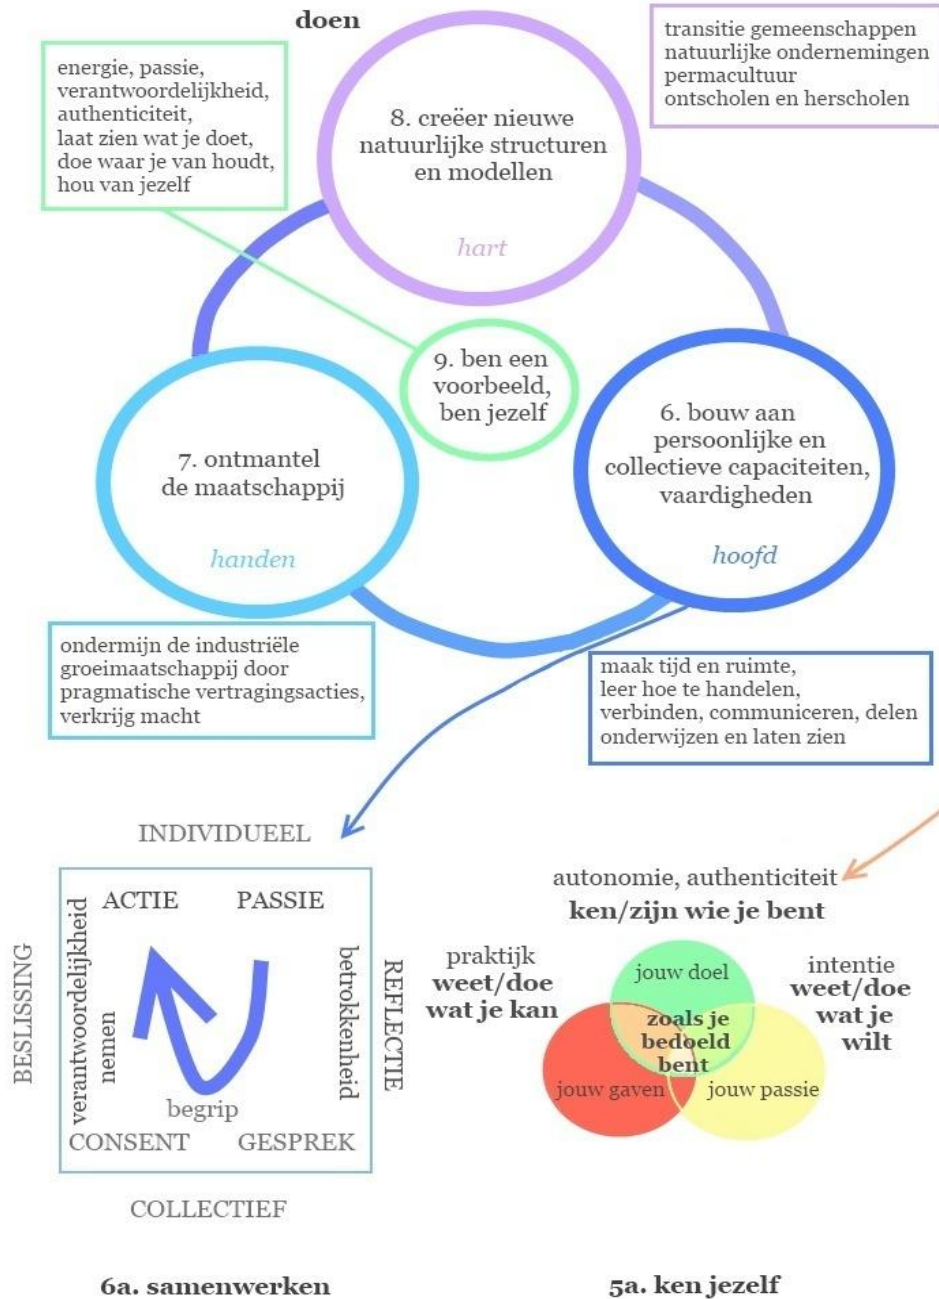 doen
energie, passie,
verantwoordelijkheid,
authenticiteit,
laat zien wat je doet,
doe waar je van houdt,
hou van jezelf
8. creëer nieuwe
natuurlijke structuren
en modellen
hart
transitie gemeenschappen
natuurlijke ondernemingen
permacultuur
ontscholen en herscholen
9. ben een
voorbeeld,
ben jezelf
7. ontmantel
de maatschappij
handen
6. bouw aan
persoonlijke en
collectieve capaciteiten,
vaardigheden
hoofd
ondermijn de industriële
groeimaatschappij door
pragmatische vertragingsacties,
verkrijg macht
maak tijd en ruimte,
leer hoe te handelen,
verbinden, communiceren, delen
onderwijzen en laten zien
INDIVIDUEEL
ACTIE
PASSIE
BESLISSING
verantwoordelijkheid
nemen
betrokkenheid
REFLECTIE
begrip
CONSENT
GESPREK
COLLECTIEF
6a. samenwerken
autonomie, authenticiteit
ken/zijn wie je bent
praktijk
weet/doe
wat je kan
jouw doel
intentie
weet/doe
wat je
wilt
zoals je
bedoeld
bent
jouw gaven
jouw passie
5a. ken jezelf